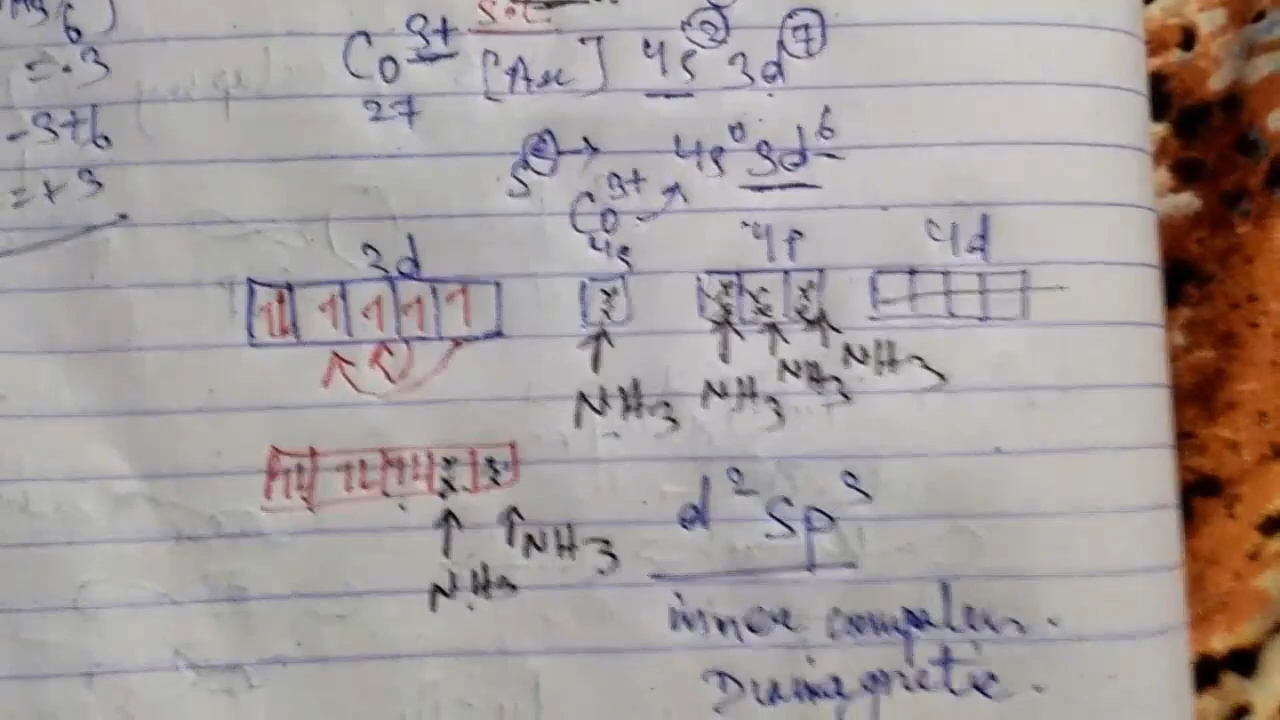 = -3
Co³⁺ [Ar] 4s² 3d⁷
27
-3+6
= +3
4s⁰ 3d⁶
Co³⁺
3d 4s 4p 4d
NH₃ NH₃ NH₃ NH₃
d²sp³
NH₃ NH₃
inner complex.
Diamagnetic.